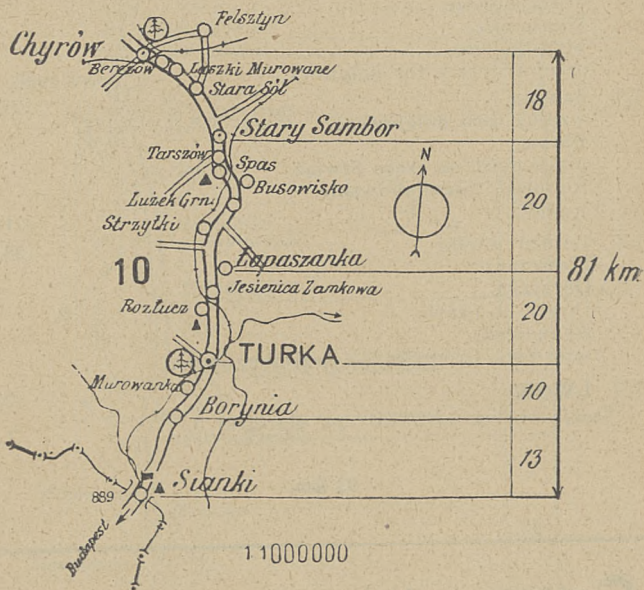 Felsztyn
Chyrów
Berezów
Laszki Murowane
Stara Sól
18
Stary Sambor
Tarszów
Spas
Busowisko
N
Łużek Grn.
Strzyłki
20
10
Łapaszanka
81 km.
Jesienica Zamkowa
Rozłucz
20
TURKA
Murowanka
10
Borynia
13
Sianki
889
Budapest
1 1000000